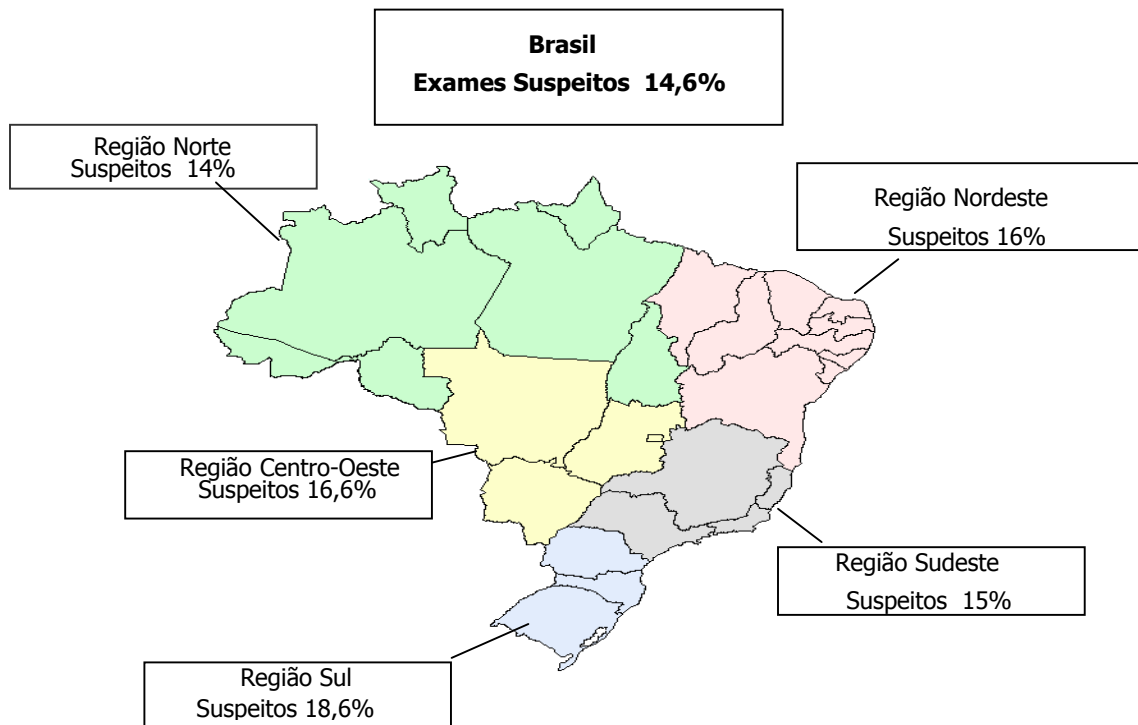 Brasil
Exames Suspeitos 14,6%
Região Norte
Suspeitos 14%
Região Nordeste
Suspeitos 16%
Região Centro-Oeste
Suspeitos 16,6%
Região Sudeste
Suspeitos 15%
Região Sul
Suspeitos 18,6%